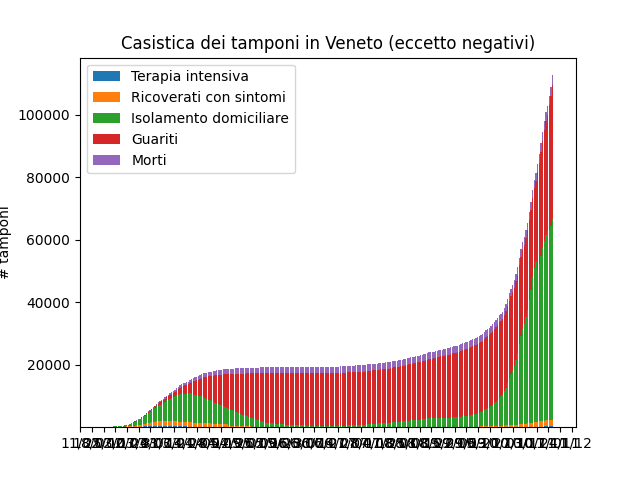 Casistica dei tamponi in Veneto (eccetto negativi)
Terapia intensiva
Ricoverati con sintomi
Isolamento domiciliare
Guariti
Morti
# tamponi
100000
80000
60000
40000
20000